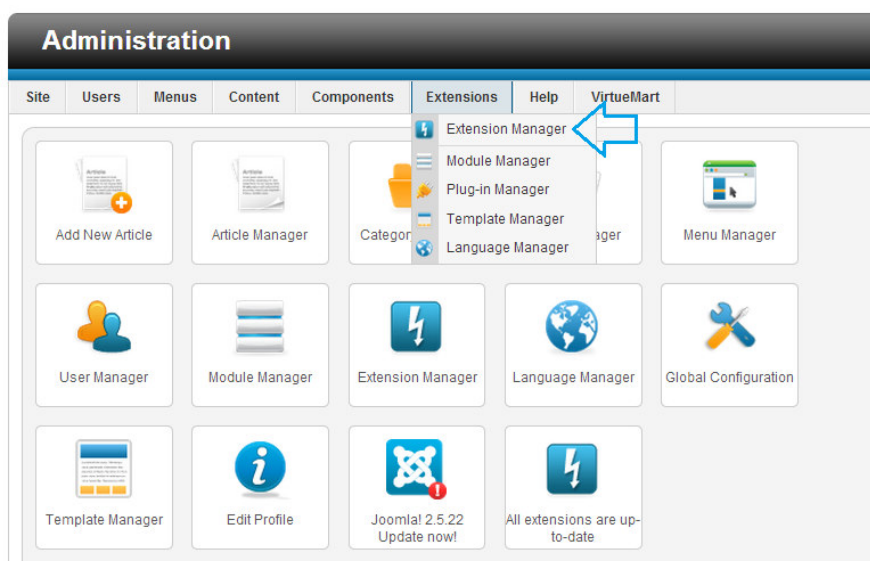 Administration
Site Users Menus Content Components Extensions Help VirtueMart
Extension Manager
Module Manager
Plug-in Manager
Template Manager
Language Manager
Article
Article
Add New Article Article Manager Categor ager Menu Manager
User Manager Module Manager Extension Manager Language Manager Global Configuration
Template Manager Edit Profile Joomla! 2.5.22 All extensions are up-
Update now! to-date